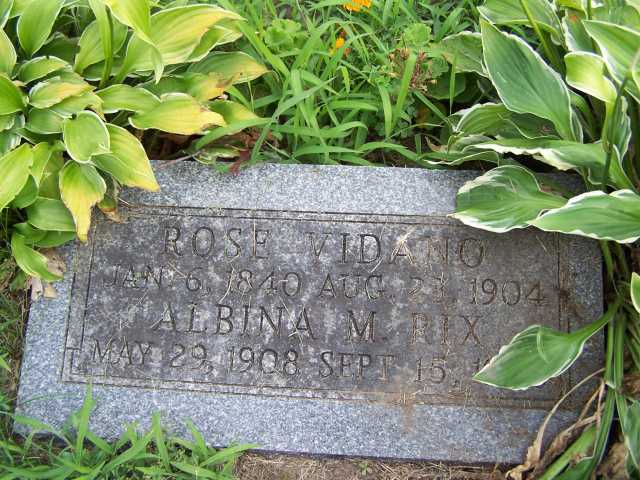 ROSE VIDANO
JAN. 6, 1840 AUG. 23, 1904
ALBINA M. RIX
MAY 29, 1908 SEPT. 15,